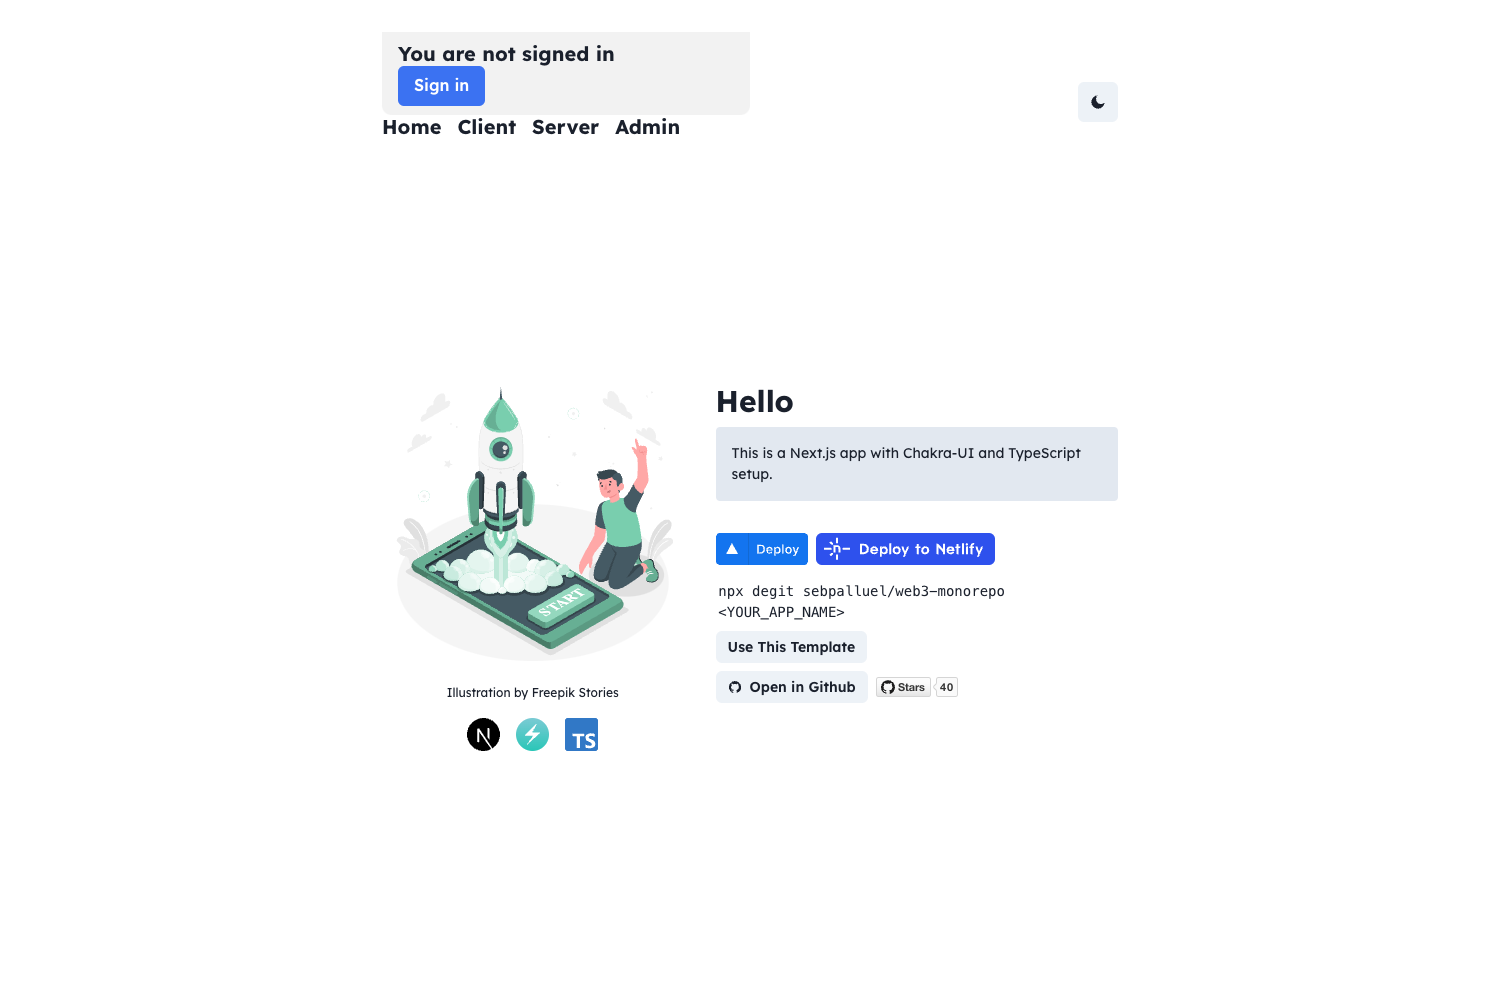 You are not signed in
Sign in
Home Client Server Admin
Hello
This is a Next.js app with Chakra-UI and TypeScript
setup.
Deploy
Deploy to Netlify
npx degit sebpalluel/web3-monorepo
<YOUR_APP_NAME>
Use This Template
Open in Github
Stars 40
START
Illustration by Freepik Stories
N
TS